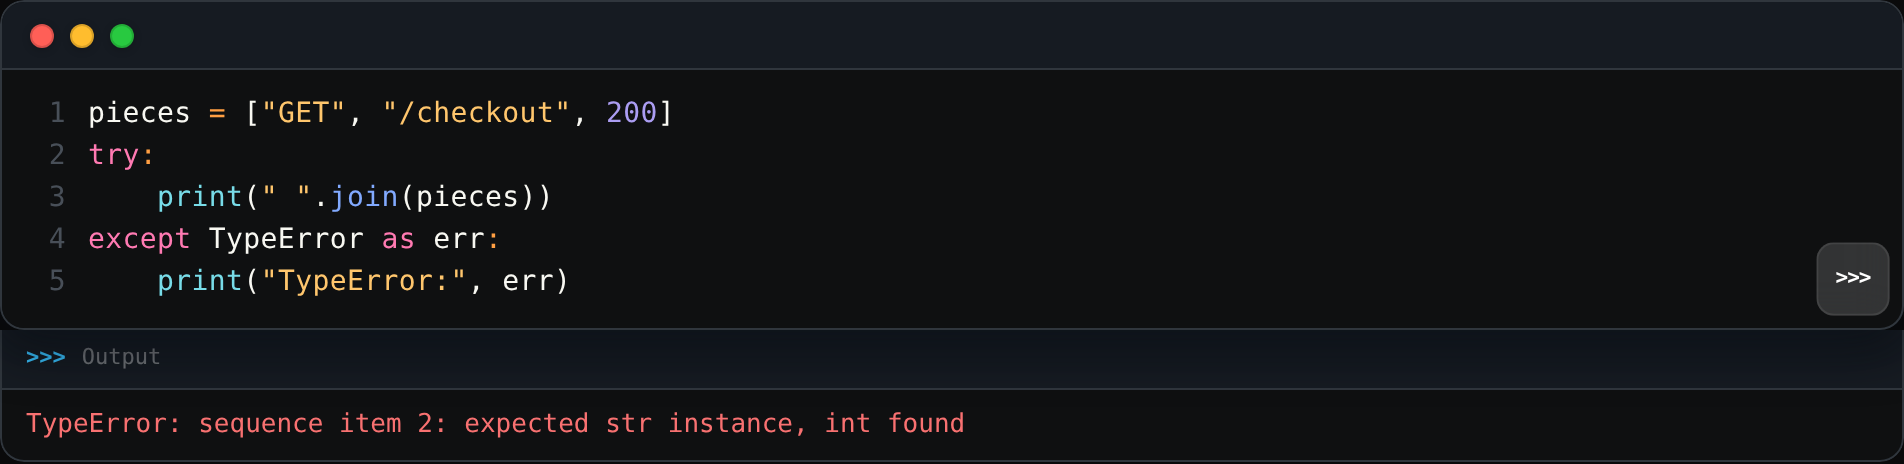 1 pieces = ["GET", "/checkout", 200]
2 try:
3     print(" ".join(pieces))
4 except TypeError as err:
5     print("TypeError:", err)
>>>
>>> Output
TypeError: sequence item 2: expected str instance, int found